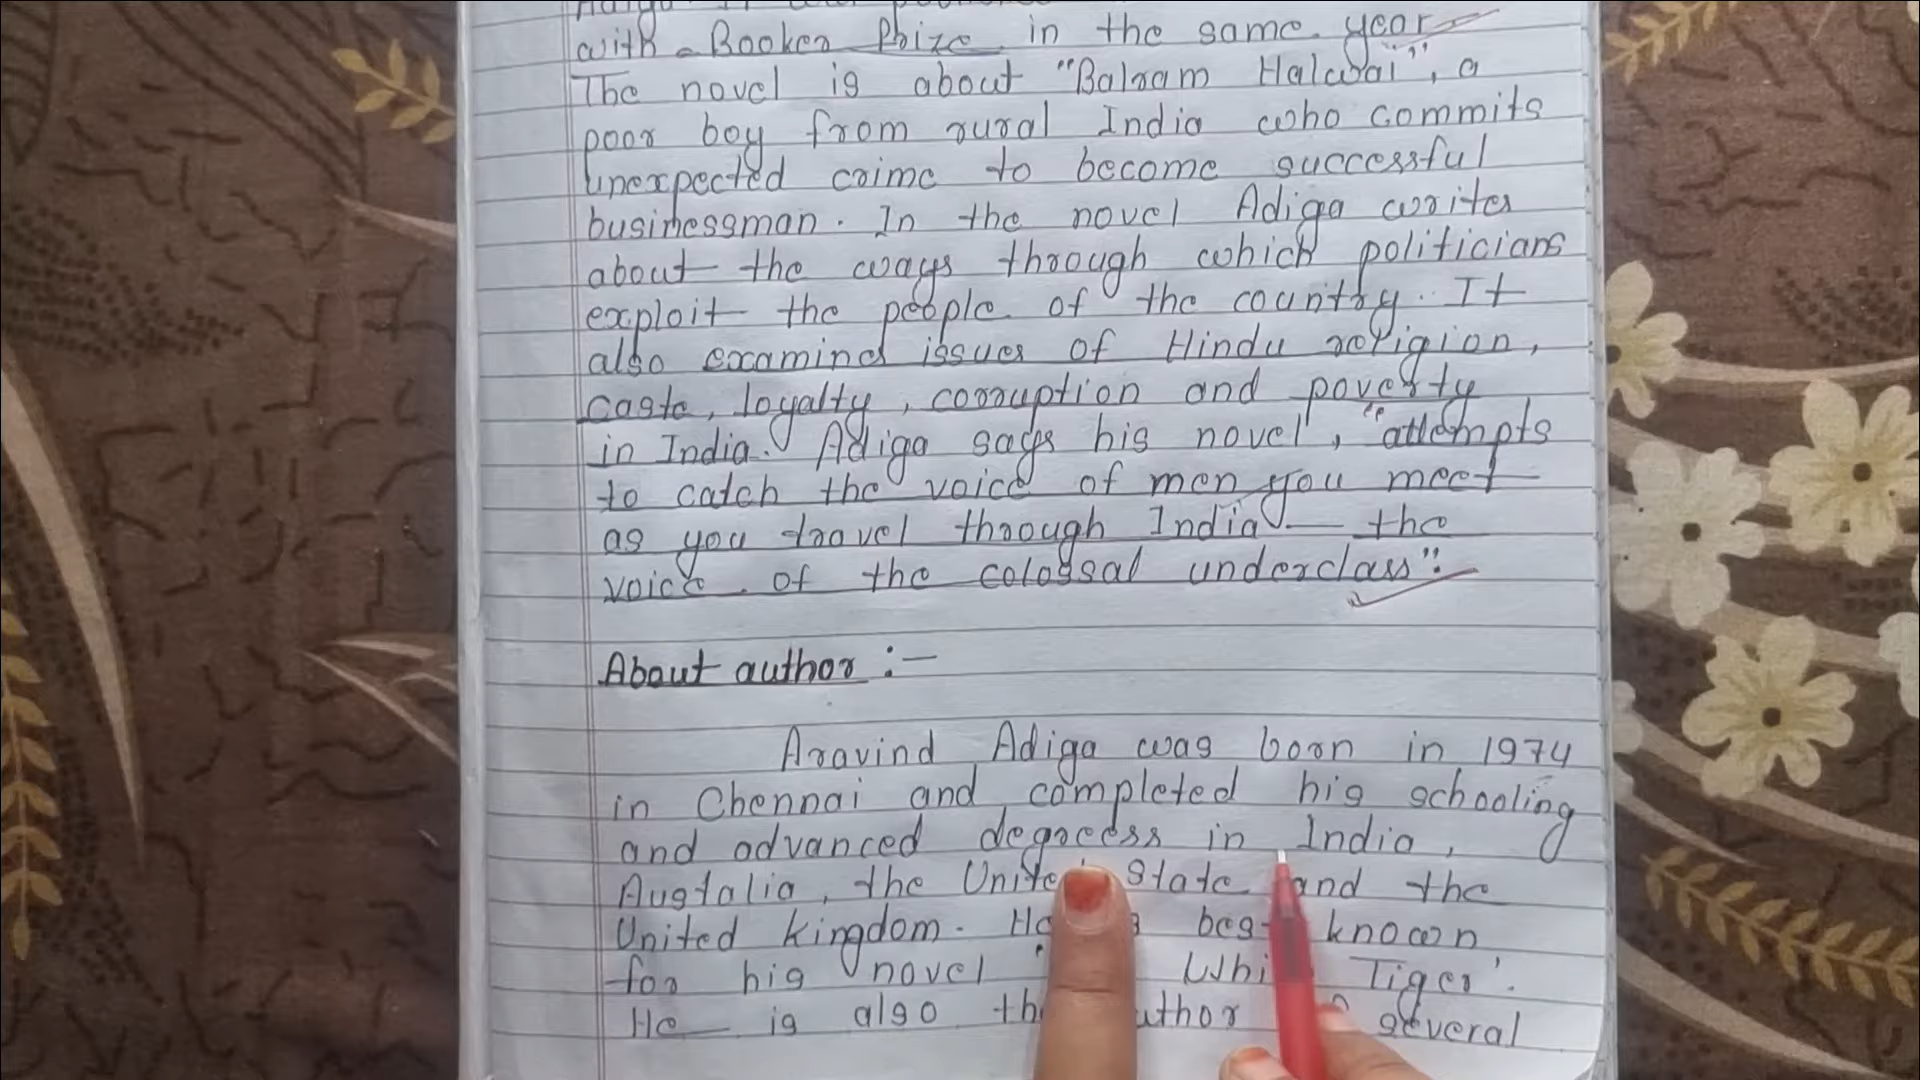 with Booker Prize in the same year
The novel is about "Balram Halwai", a
poor boy from rural India who commits
unexpected crime to become successful
businessman. In the novel Adiga writes
about the ways through which politicians
exploit the people of the country. It
also examines issues of Hindu religion,
caste, loyalty, corruption and poverty
in India. Adiga says his novel, "attempts
to catch the voice of men you meet
as you travel through India — the
voice of the colossal underclass".
About author :-
Aravind Adiga was born in 1974
in Chennai and completed his schooling
and advanced degreess in India,
Austalia, the State and the
United kingdom. known
for his novel Tiger'.
He is also several